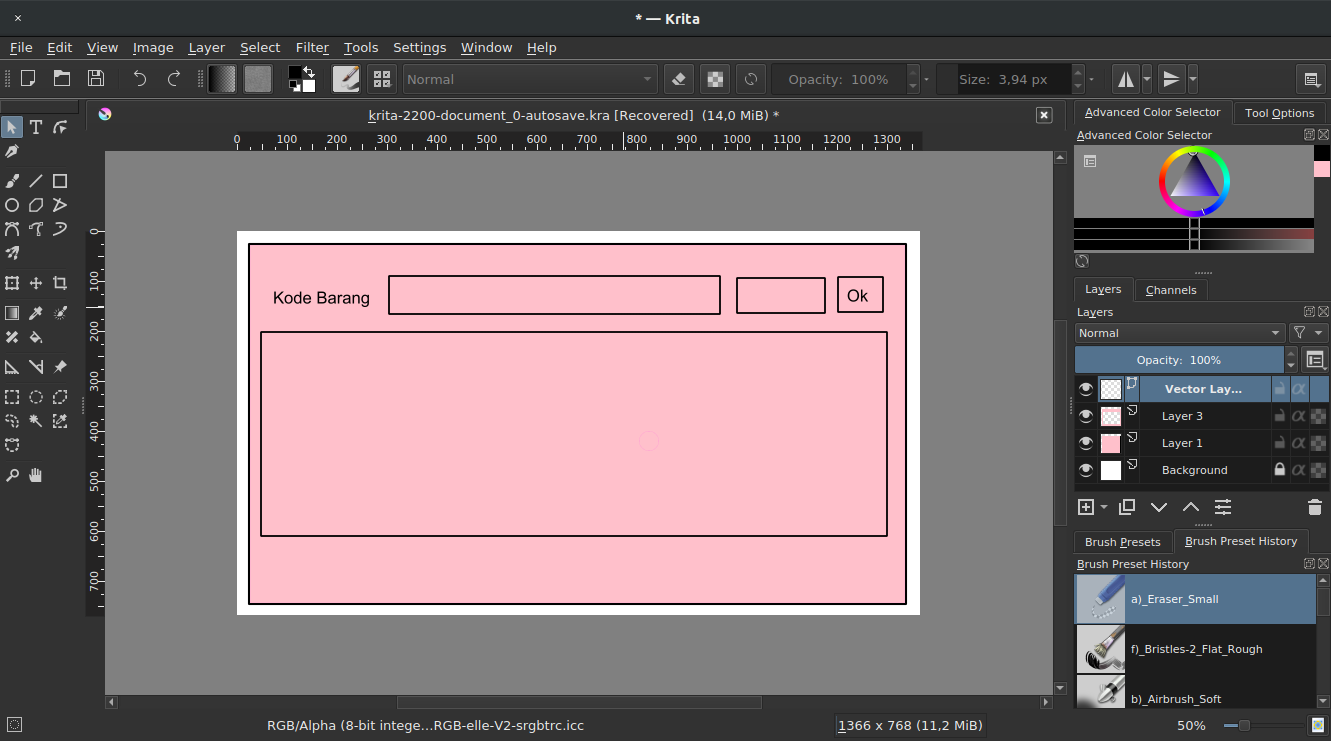 * — Krita
File Edit View Image Layer Select Filter Tools Settings Window Help
Normal Opacity: 100% Size: 3,94 px
krita-2200-document_0-autosave.kra [Recovered] (14,0 MiB) *
Advanced Color Selector Tool Options
Advanced Color Selector
0 100 200 300 400 500 600 700 800 900 1000 1100 1200 1300
0
100
200
300
400
500
600
700
Kode Barang
Ok
Layers Channels
Layers
Normal
Opacity: 100%
Vector Lay...
Layer 3
Layer 1
Background
Brush Presets Brush Preset History
Brush Preset History
a)_Eraser_Small
f)_Bristles-2_Flat_Rough
b)_Airbrush_Soft
RGB/Alpha (8-bit intege...RGB-elle-V2-srgbtrc.icc 1366 x 768 (11,2 MiB) 50%